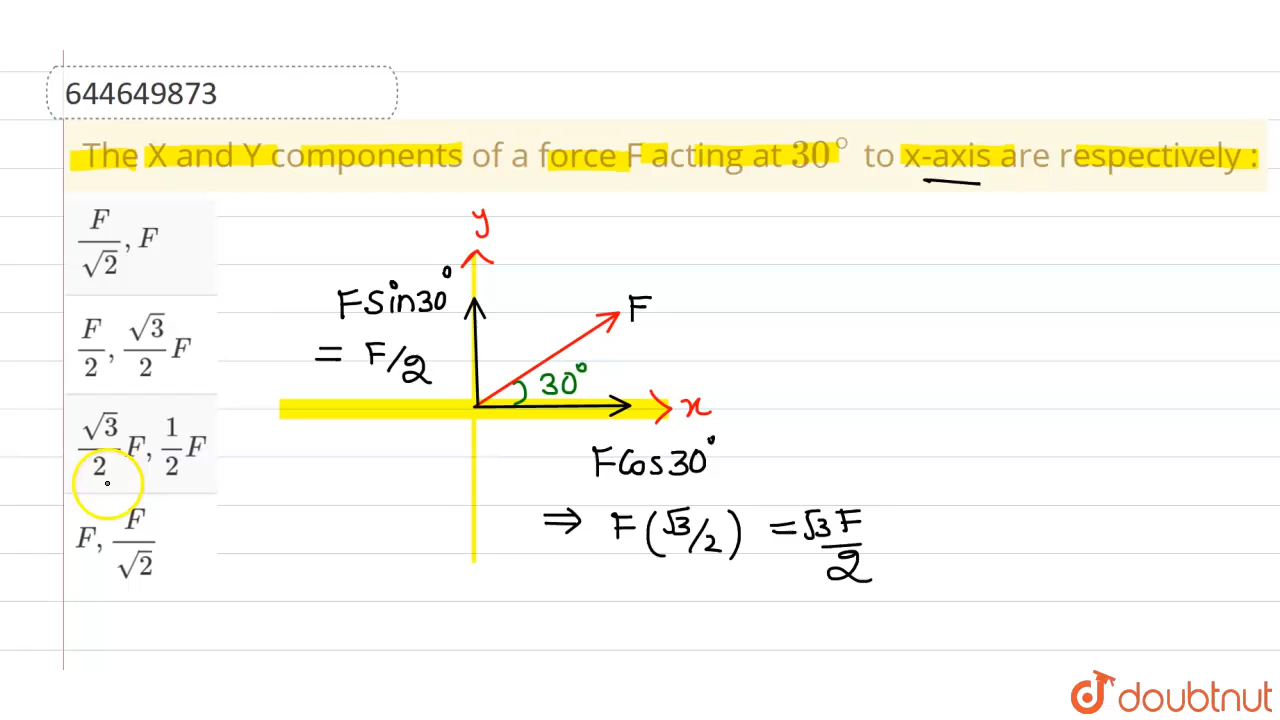 644649873
The X and Y components of a force F acting at 30° to x-axis are respectively :
F/√2, F
F/2, √3/2 F
√3/2 F, 1/2 F
F, F/√2
y
FSin30°
= F/2
F
30°
x
FCos30°
⇒ F(√3/2) = √3F/2
doubtnut